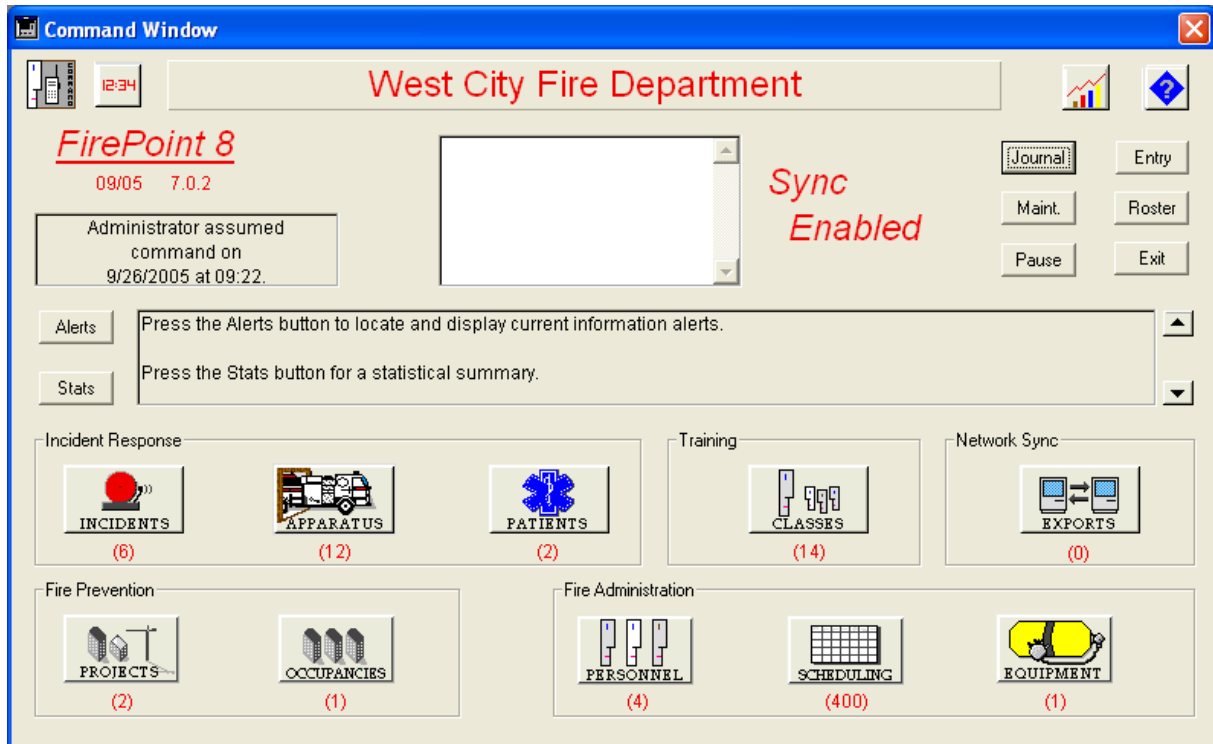 Command Window
COMMAND
12:34
West City Fire Department
?
FirePoint 8
09/05 7.0.2
Administrator assumed
command on
9/26/2005 at 09:22.
Sync
Enabled
Journal
Entry
Maint.
Roster
Pause
Exit
Alerts
Press the Alerts button to locate and display current information alerts.
Stats
Press the Stats button for a statistical summary.
Incident Response
INCIDENTS
(6)
APPARATUS
(12)
PATIENTS
(2)
Training
CLASSES
(14)
Network Sync
EXPORTS
(0)
Fire Prevention
PROJECTS
(2)
OCCUPANCIES
(1)
Fire Administration
PERSONNEL
(4)
SCHEDULING
(400)
EQUIPMENT
(1)